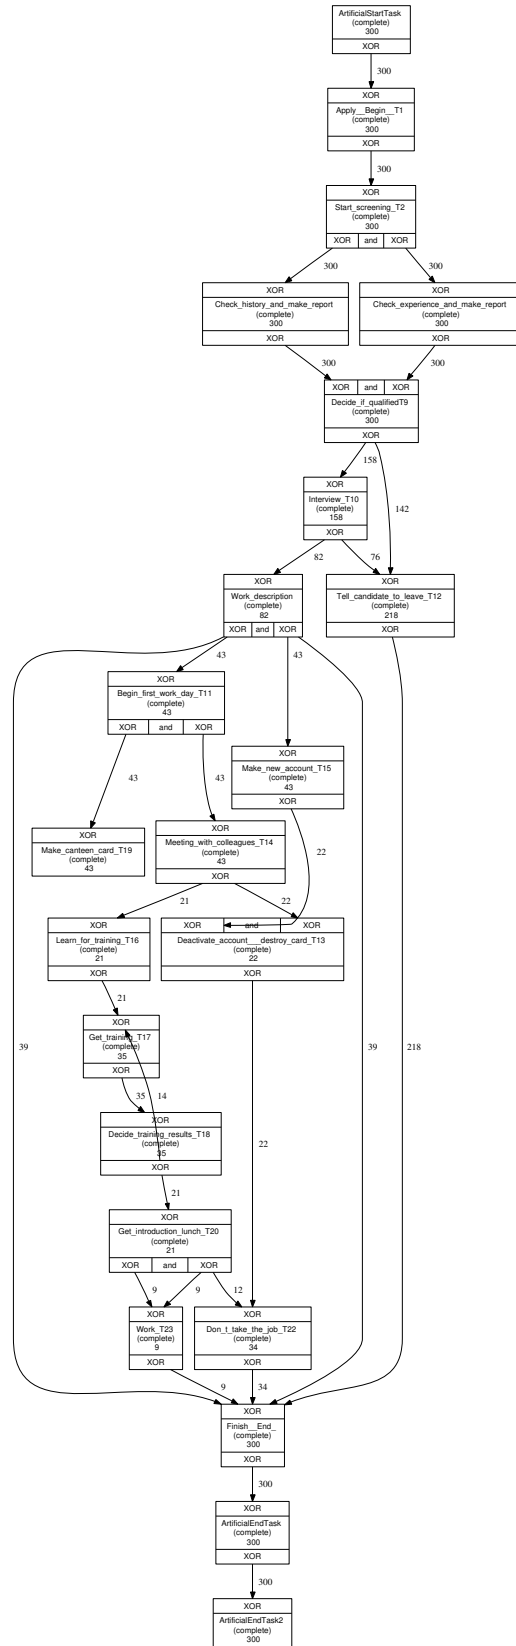 ArtificialStartTask
(complete)
300
XOR
300
XOR
Apply__Begin__T1
(complete)
300
XOR
300
XOR
Start_screening_T2
(complete)
300
XOR and XOR
300 300
XOR XOR
Check_history_and_make_report Check_experience_and_make_report
(complete) (complete)
300 300
XOR XOR
300 300
XOR and XOR
Decide_if_qualifiedT9
(complete)
300
XOR
158
XOR
Interview_T10
(complete)
158
XOR
142
82 76
XOR XOR
Work_description Tell_candidate_to_leave_T12
(complete) (complete)
82 218
XOR and XOR XOR
43 43
XOR
Begin_first_work_day_T11
(complete)
43
XOR and XOR
XOR
Make_new_account_T15
(complete)
43
XOR
43 43
XOR XOR
Make_canteen_card_T19 Meeting_with_colleagues_T14
(complete) (complete)
43 43
XOR
22
21 22
XOR XOR and XOR
Learn_for_training_T16 Deactivate_account___destroy_card_T13
(complete) (complete)
21 22
XOR XOR
21
XOR
Get_training_T17
(complete)
35
XOR
39 39 218
35 14
XOR
Decide_training_results_T18
(complete)
35
XOR
22
21
XOR
Get_introduction_lunch_T20
(complete)
21
XOR and XOR
9 9 12
XOR XOR
Work_T23 Don_t_take_the_job_T22
(complete) (complete)
9 34
XOR XOR
9 34
XOR
Finish__End_
(complete)
300
XOR
300
XOR
ArtificialEndTask
(complete)
300
XOR
300
XOR
ArtificialEndTask2
(complete)
300